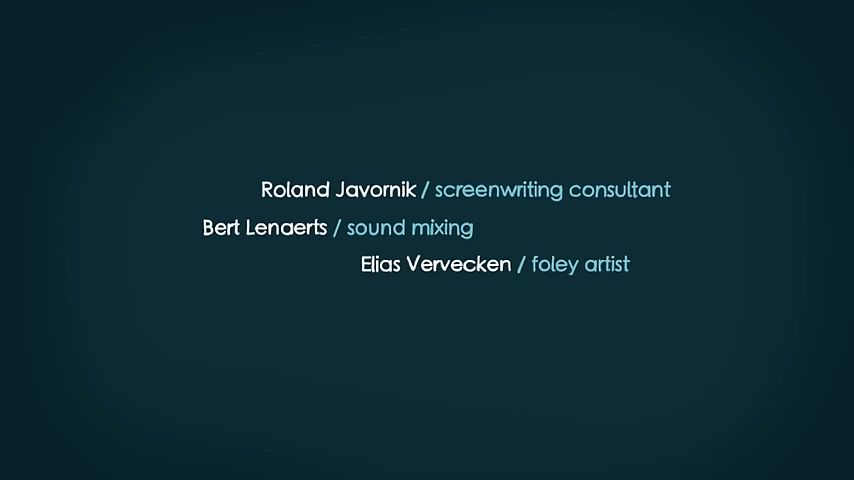 Roland Javornik / screenwriting consultant
Bert Lenaerts / sound mixing
Elias Vervecken / foley artist